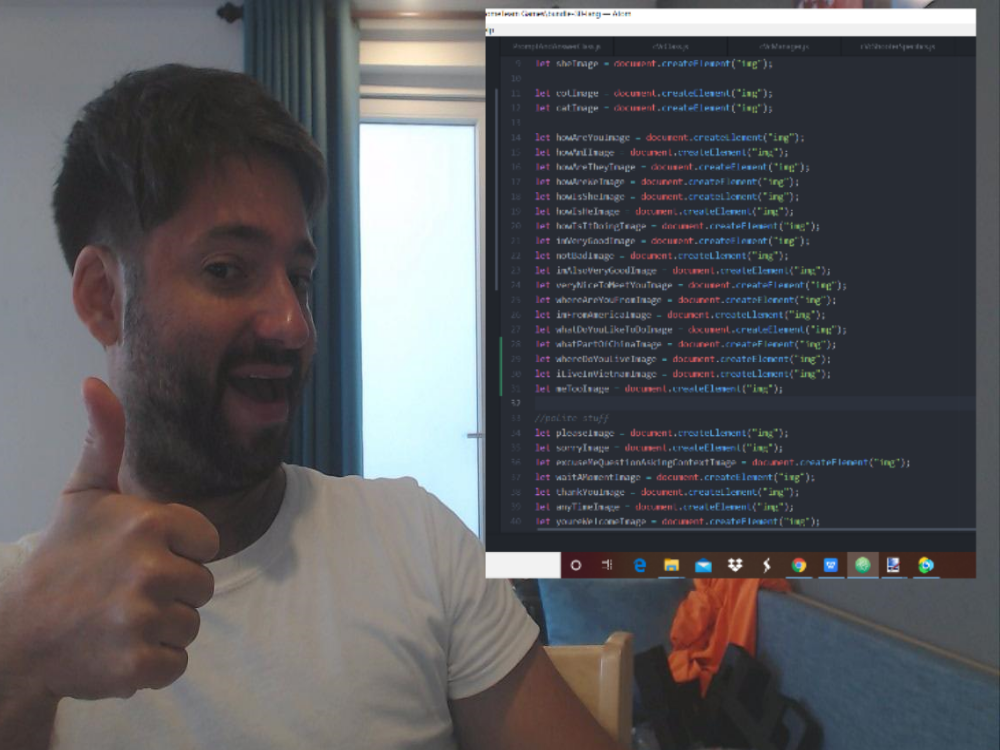 Games\bundle-3D-lang — Atom
9 let sheImage = document.createElement("img");
10
11 let cotImage = document.createElement("img");
12 let catImage = document.createElement("img");
13
14 let howAreYouImage = document.createElement("img");
15 let howAmIImage = document.createElement("img");
16 let howAreTheyImage = document.createElement("img");
17 let howAreWeImage = document.createElement("img");
18 let howIsSheImage = document.createElement("img");
19 let howIsHeImage = document.createElement("img");
20 let howIsItDoingImage = document.createElement("img");
21 let imVeryGoodImage = document.createElement("img");
22 let notBadImage = document.createElement("img");
23 let imAlsoVeryGoodImage = document.createElement("img");
24 let veryNiceToMeetYouImage = document.createElement("img");
25 let whereAreYouFromImage = document.createElement("img");
26 let imFromAmericaImage = document.createElement("img");
27 let whatDoYouLikeToDoImage = document.createElement("img");
28 let whatPartOfChinaImage = document.createElement("img");
29 let whereDoYouLiveImage = document.createElement("img");
30 let iLiveInVietnamImage = document.createElement("img");
31 let meTooImage = document.createElement("img");
32
33 //polite stuff
34 let pleaseImage = document.createElement("img");
35 let sorryImage = document.createElement("img");
36 let excuseMeQuestionAskingContextImage = document.createElement("img");
37 let waitAMomentImage = document.createElement("img");
38 let thankYouImage = document.createElement("img");
39 let anyTimeImage = document.createElement("img");
40 let youreWelcomeImage = document.createElement("img");